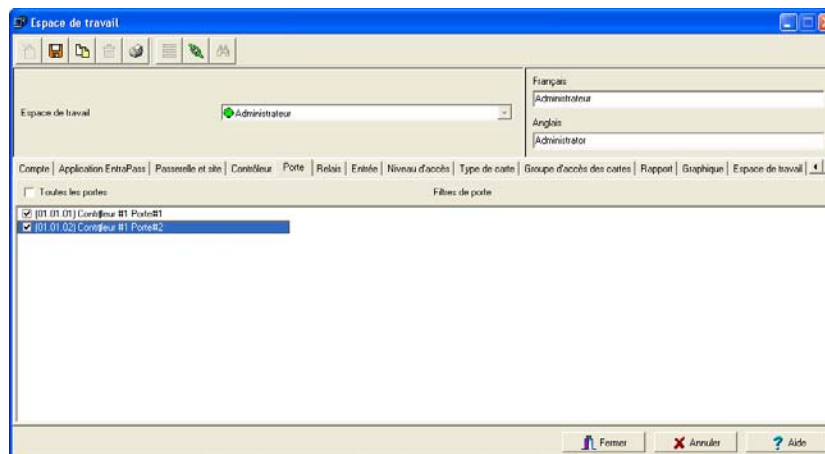 Espace de travail
Français
Administrateur
Espace de travail
Administrateur
Anglais
Administrator
Compte Application EntraPass Passerelle et site Contrôleur Porte Relais Entrée Niveau d'accès Type de carte Groupe d'accès des cartes Rapport Graphique Espace de travail
Toutes les portes
Filtres de porte
(01.01.01) Contrôleur #1 Porte#1
(01.01.02) Contrôleur #1 Porte#2
Fermer
Annuler
Aide